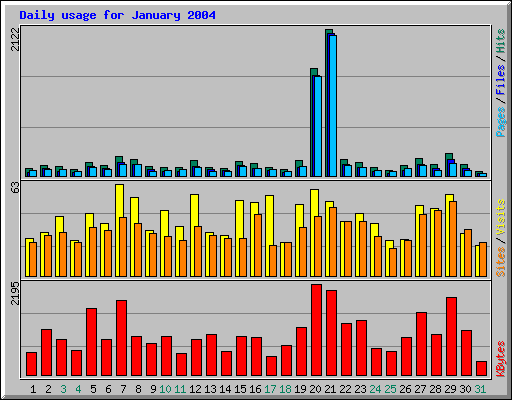 Daily usage for January 2004
2122
Pages / Files / Hits
63
Sites / Visits
2195
KBytes
1 2 3 4 5 6 7 8 9 10 11 12 13 14 15 16 17 18 19 20 21 22 23 24 25 26 27 28 29 30 31